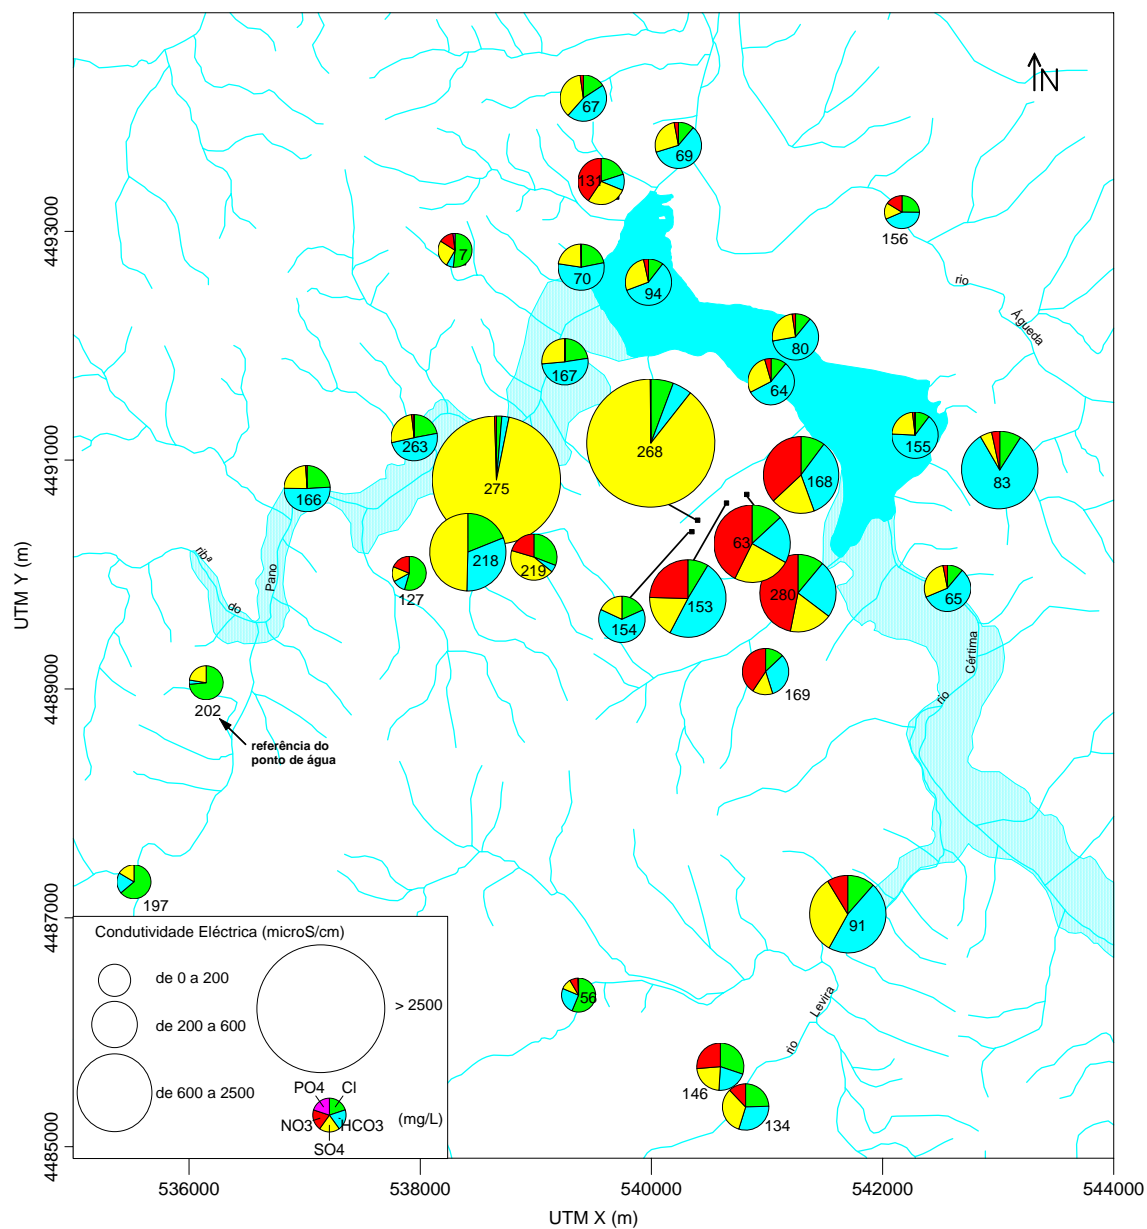 N
67
69
131
156
4493000
7
70
94
rio
Águeda
80
167
64
263
268
155
4491000
275
168
83
166
63
riba
Pano
218
219
127
280
65
do
153
154
Cértima
4489000
169
rio
202
referência do
ponto de água
UTM Y (m)
197
4487000
91
Condutividade Eléctrica (microS/cm)
de 0 a 200
> 2500
de 200 a 600
56
Levira
rio
de 600 a 2500
PO4 Cl
NO3 HCO3 (mg/L)
SO4
146
134
4485000
536000 538000 540000 542000 544000
UTM X (m)